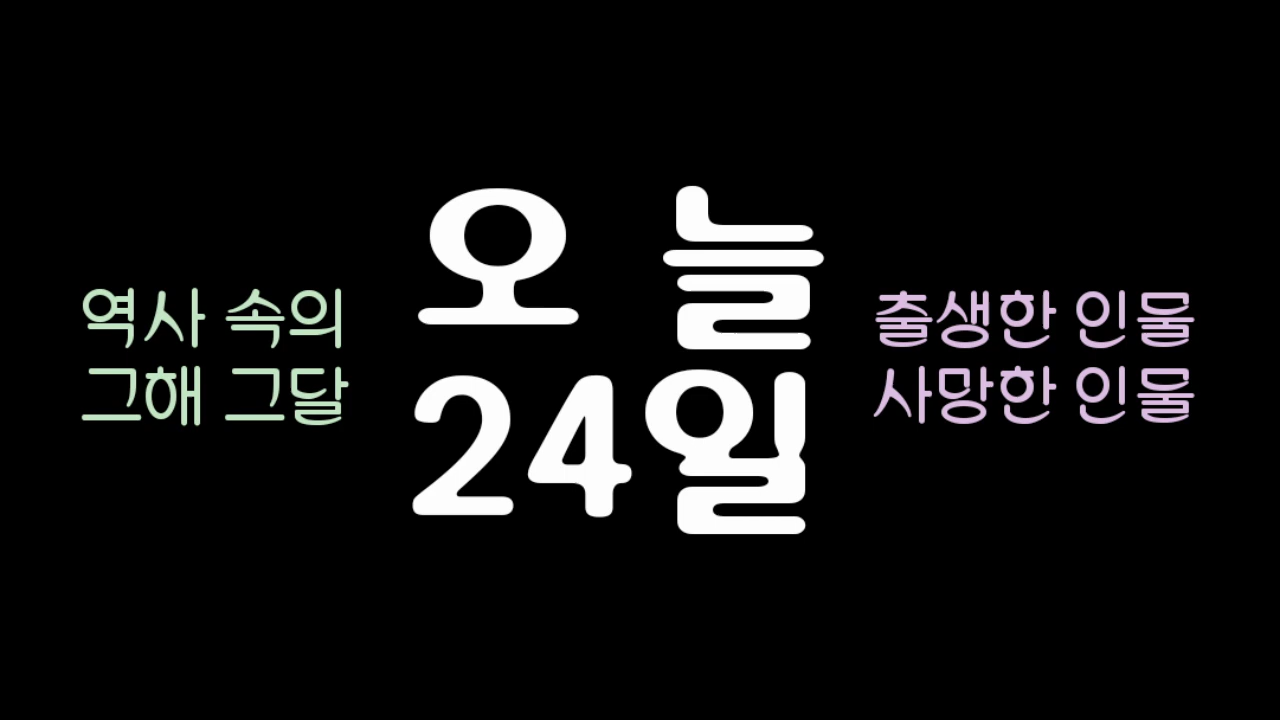 역사 속의
그해 그달
오 늘
24일
출생한 인물
사망한 인물